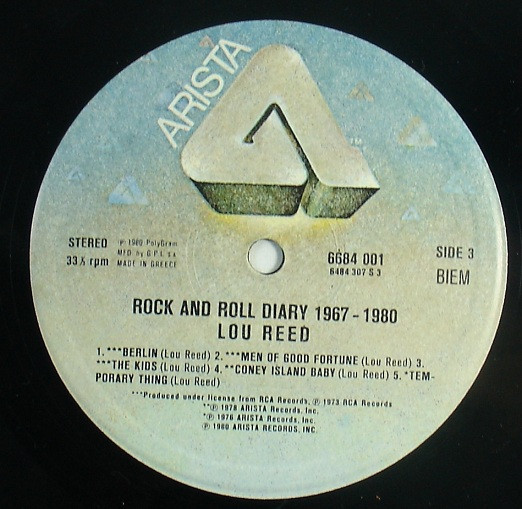 ARISTA
TM
STEREO
33⅓ rpm
℗ 1980 PolyGram
MFD. by O.P.I. SA
MADE IN GREECE
6684 001
6484 307 S 3
SIDE 3
BIEM
ROCK AND ROLL DIARY 1967 - 1980
LOU REED
1. ***BERLIN (Lou Reed) 2. ***MEN OF GOOD FORTUNE (Lou Reed) 3.
***THE KIDS (Lou Reed) 4. **CONEY ISLAND BABY (Lou Reed) 5. *TEM-
PORARY THING (Lou Reed)
***Produced under license from RCA Records, ℗ 1973 RCA Records
**℗ 1978 ARISTA Records, Inc.
*℗ 1976 ARISTA Records, Inc.
℗ 1980 ARISTA RECORDS, INC.